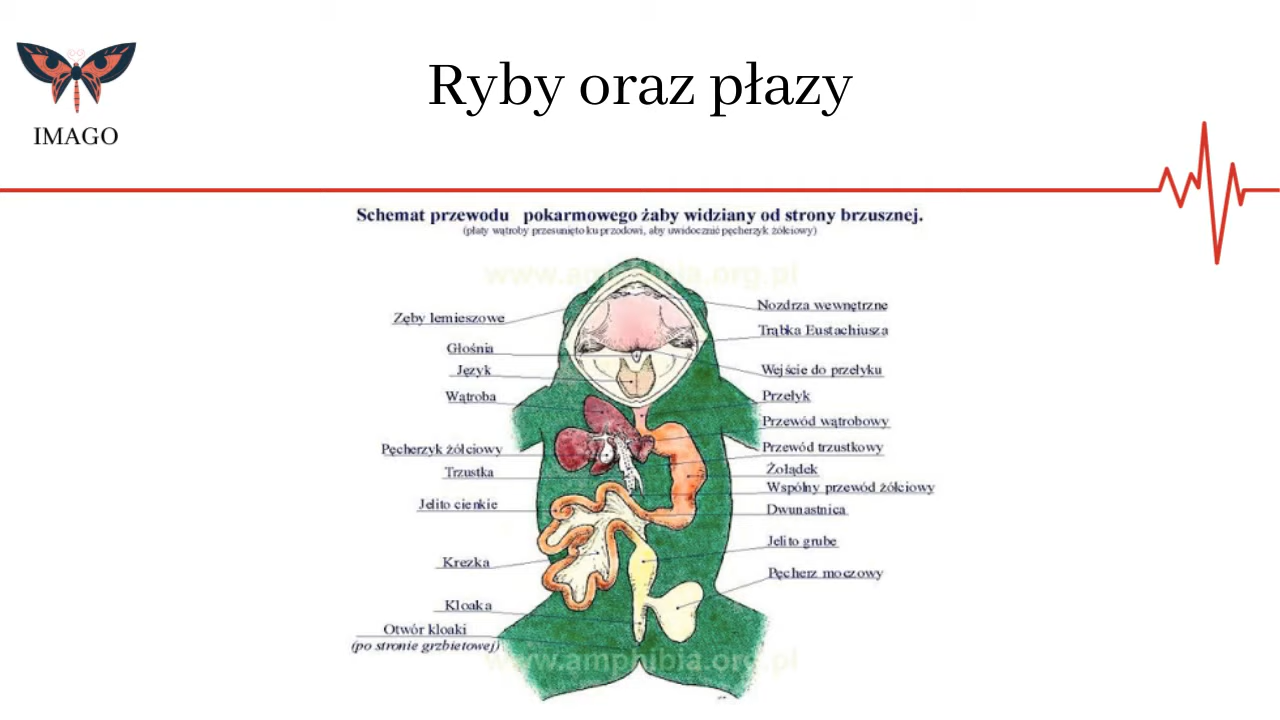 IMAGO
Ryby oraz płazy
Schemat przewodu pokarmowego żaby widziany od strony brzusznej.
(płaty wątroby przesunięto ku przodowi, aby uwidocznić pęcherzyk żółciowy)
www.amphibia.org.pl
Zęby lemieszowe
Głośnia
Język
Wątroba
Pęcherzyk żółciowy
Trzustka
Jelito cienkie
Krezka
Kloaka
Otwór kloaki
(po stronie grzbietowej)
Nozdrza wewnętrzne
Trąbka Eustachiusza
Wejście do przełyku
Przełyk
Przewód wątrobowy
Przewód trzustkowy
Żołądek
Wspólny przewód żółciowy
Dwunastnica
Jelito grube
Pęcherz moczowy
www.amphibia.org.pl